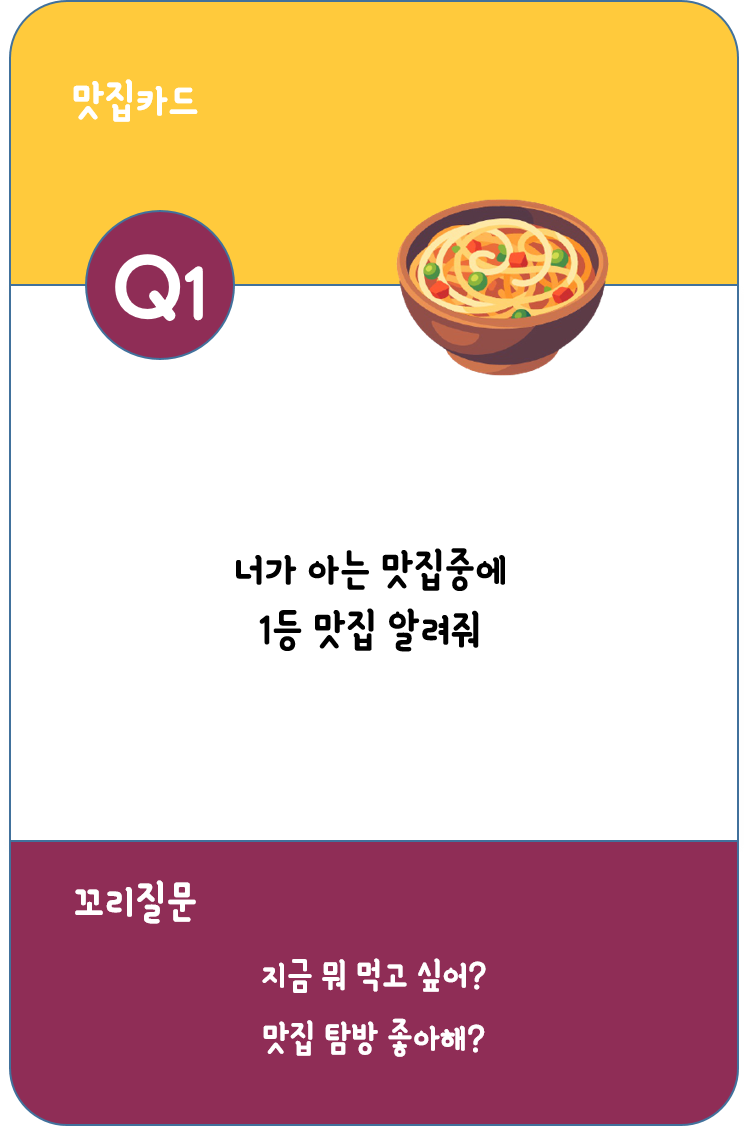 맛집카드
Q1
너가 아는 맛집중에
1등 맛집 알려줘
꼬리질문
지금 뭐 먹고 싶어?
맛집 탐방 좋아해?